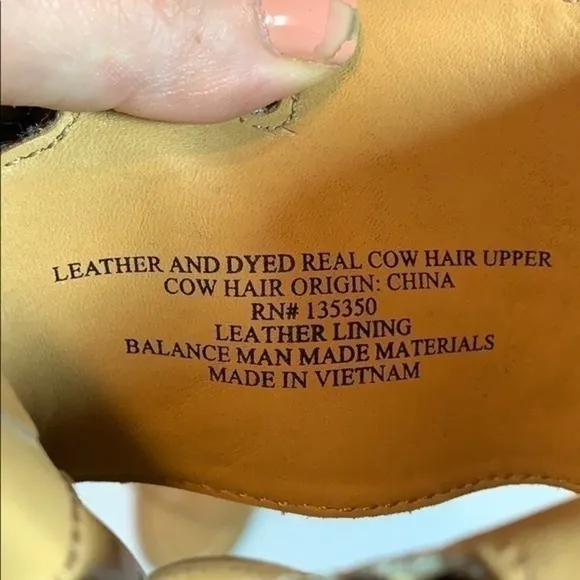 LEATHER AND DYED REAL COW HAIR UPPER
COW HAIR ORIGIN: CHINA
RN# 135350
LEATHER LINING
BALANCE MAN MADE MATERIALS
MADE IN VIETNAM